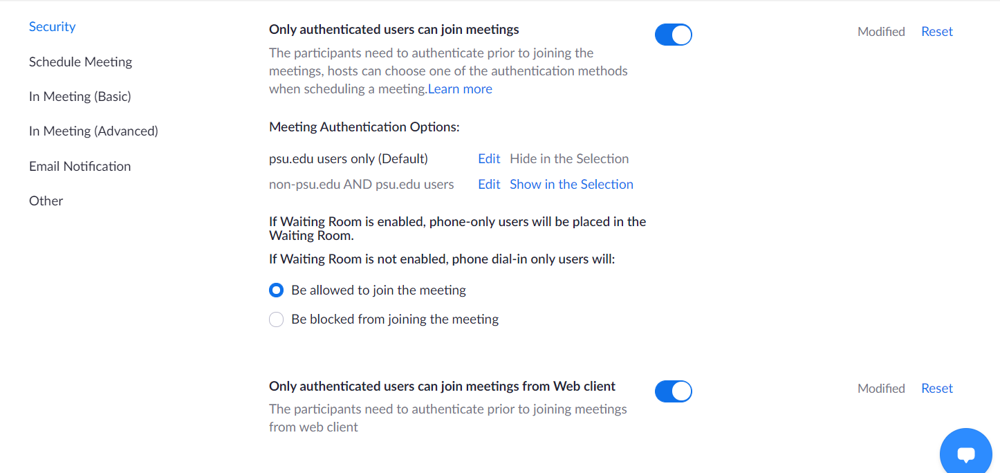 Security
Schedule Meeting
In Meeting (Basic)
In Meeting (Advanced)
Email Notification
Other
Only authenticated users can join meetings
Modified Reset
The participants need to authenticate prior to joining the
meetings, hosts can choose one of the authentication methods
when scheduling a meeting.Learn more
Meeting Authentication Options:
psu.edu users only (Default) Edit Hide in the Selection
non-psu.edu AND psu.edu users Edit Show in the Selection
If Waiting Room is enabled, phone-only users will be placed in the
Waiting Room.
If Waiting Room is not enabled, phone dial-in only users will:
Be allowed to join the meeting
Be blocked from joining the meeting
Only authenticated users can join meetings from Web client
Modified Reset
The participants need to authenticate prior to joining meetings
from web client